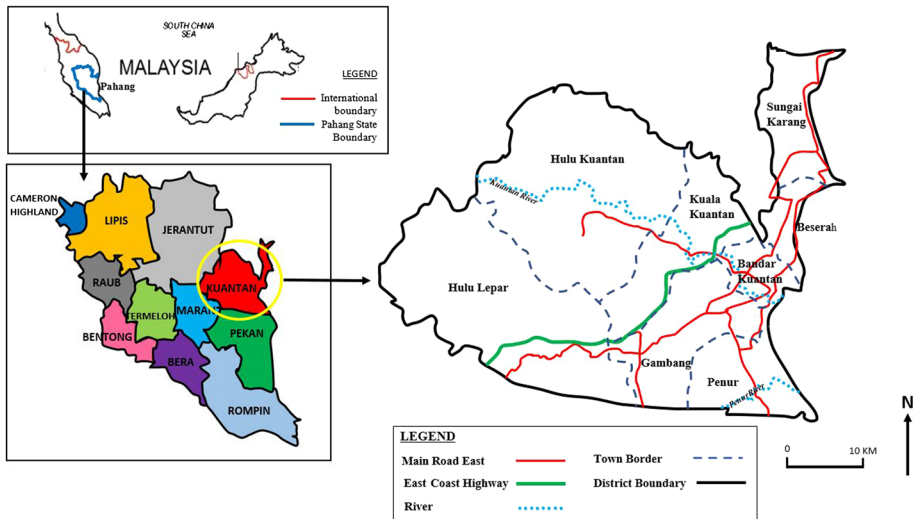 SOUTH CHINA
SEA
MALAYSIA
Pahang
LEGEND
International
boundary
Pahang State
Boundary
CAMERON
HIGHLAND
LIPIS
JERANTUT
RAUB
KUANTAN
TERMELOH
MARAN
BENTONG
PEKAN
BERA
ROMPIN
Sungai
Karang
Hulu Kuantan
Kuantan River
Kuala
Kuantan
Beserah
Bandar
Kuantan
Hulu Lepar
Gambang
Penur
Penur River
N
0 10 KM
LEGEND
Main Road East
Town Border
East Coast Highway
District Boundary
River